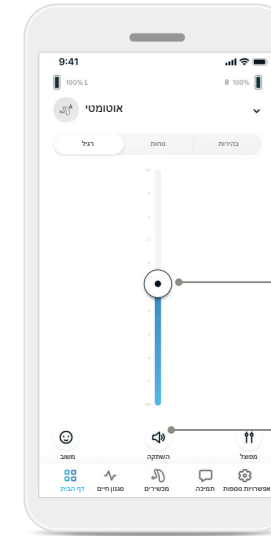 9:41
100% L R 100%
אוטומטי
רגיל נוחות בהירות
משוב השתקה מפוצל
דף הבית סגנון חיים מכשירים תמיכה אפשרויות נוספות